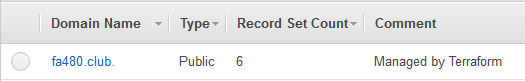 Domain Name Type Record Set Count Comment
fa480.club. Public 6 Managed by Terraform